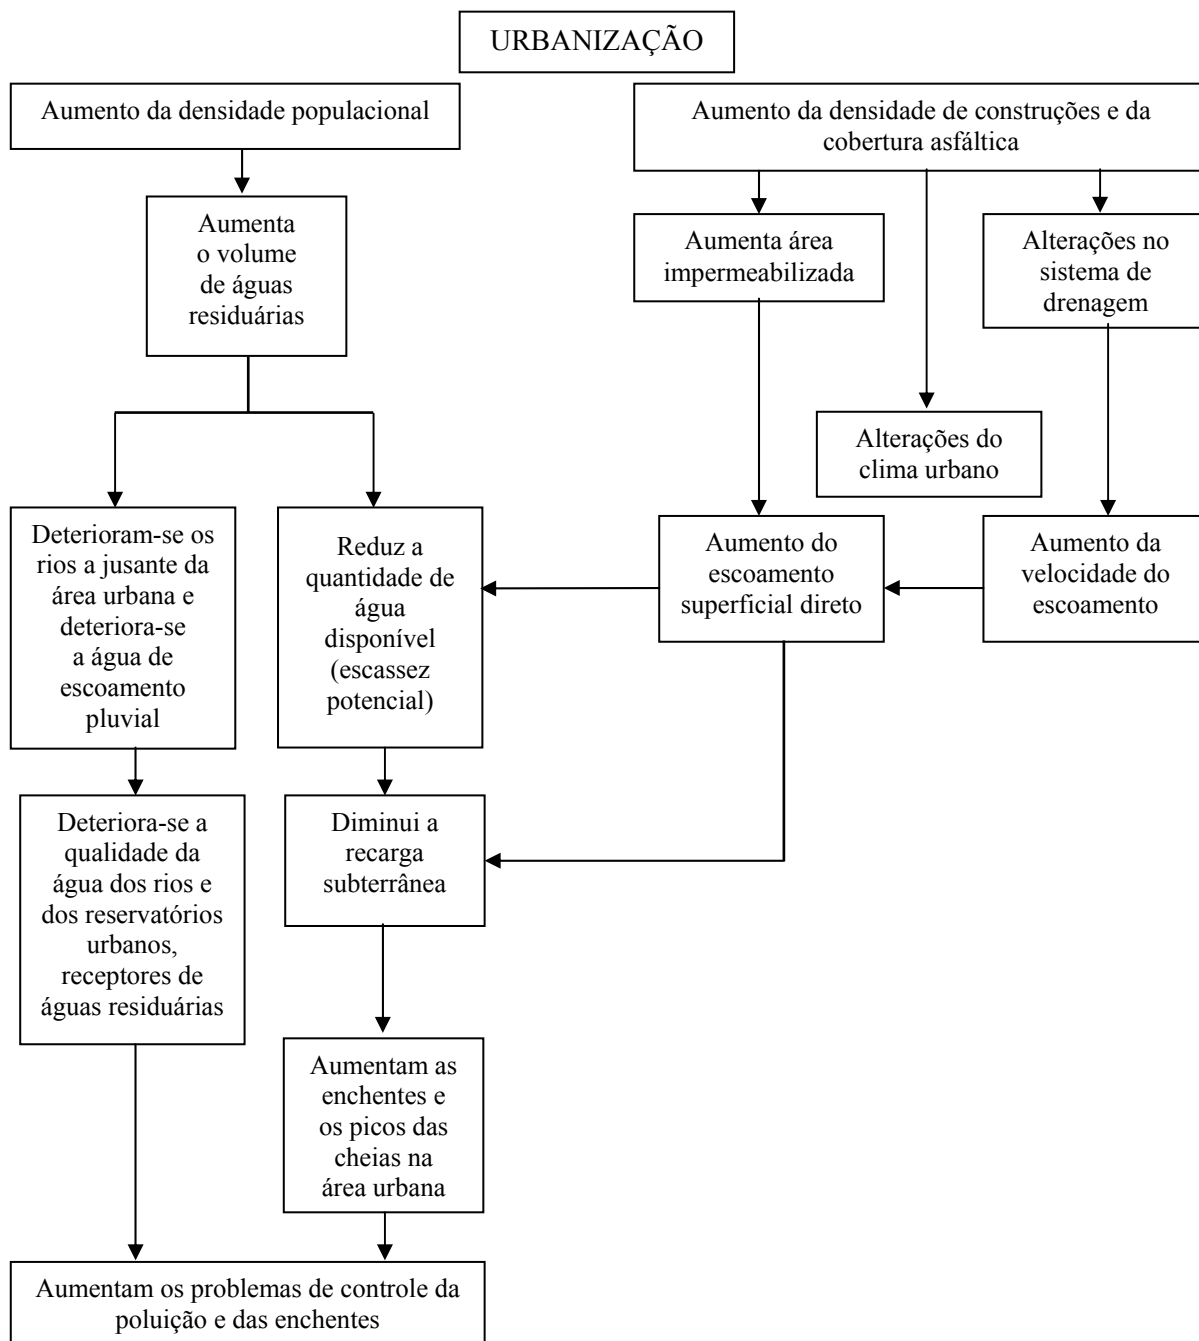 URBANIZAÇÃO
Aumento da densidade populacional
Aumento da densidade de construções e da
cobertura asfáltica
Aumenta
o volume
de águas
residuárias
Aumenta área
impermeabilizada
Alterações no
sistema de
drenagem
Alterações do
clima urbano
Deterioram-se os
rios a jusante da
área urbana e
deteriora-se
a água de
escoamento
pluvial
Reduz a
quantidade de
água
disponível
(escassez
potencial)
Aumento do
escoamento
superficial direto
Aumento da
velocidade do
escoamento
Deteriora-se a
qualidade da
água dos rios e
dos reservatórios
urbanos,
receptores de
águas residuárias
Diminui a
recarga
subterrânea
Aumentam as
enchentes e
os picos das
cheias na
área urbana
Aumentam os problemas de controle da
poluição e das enchentes